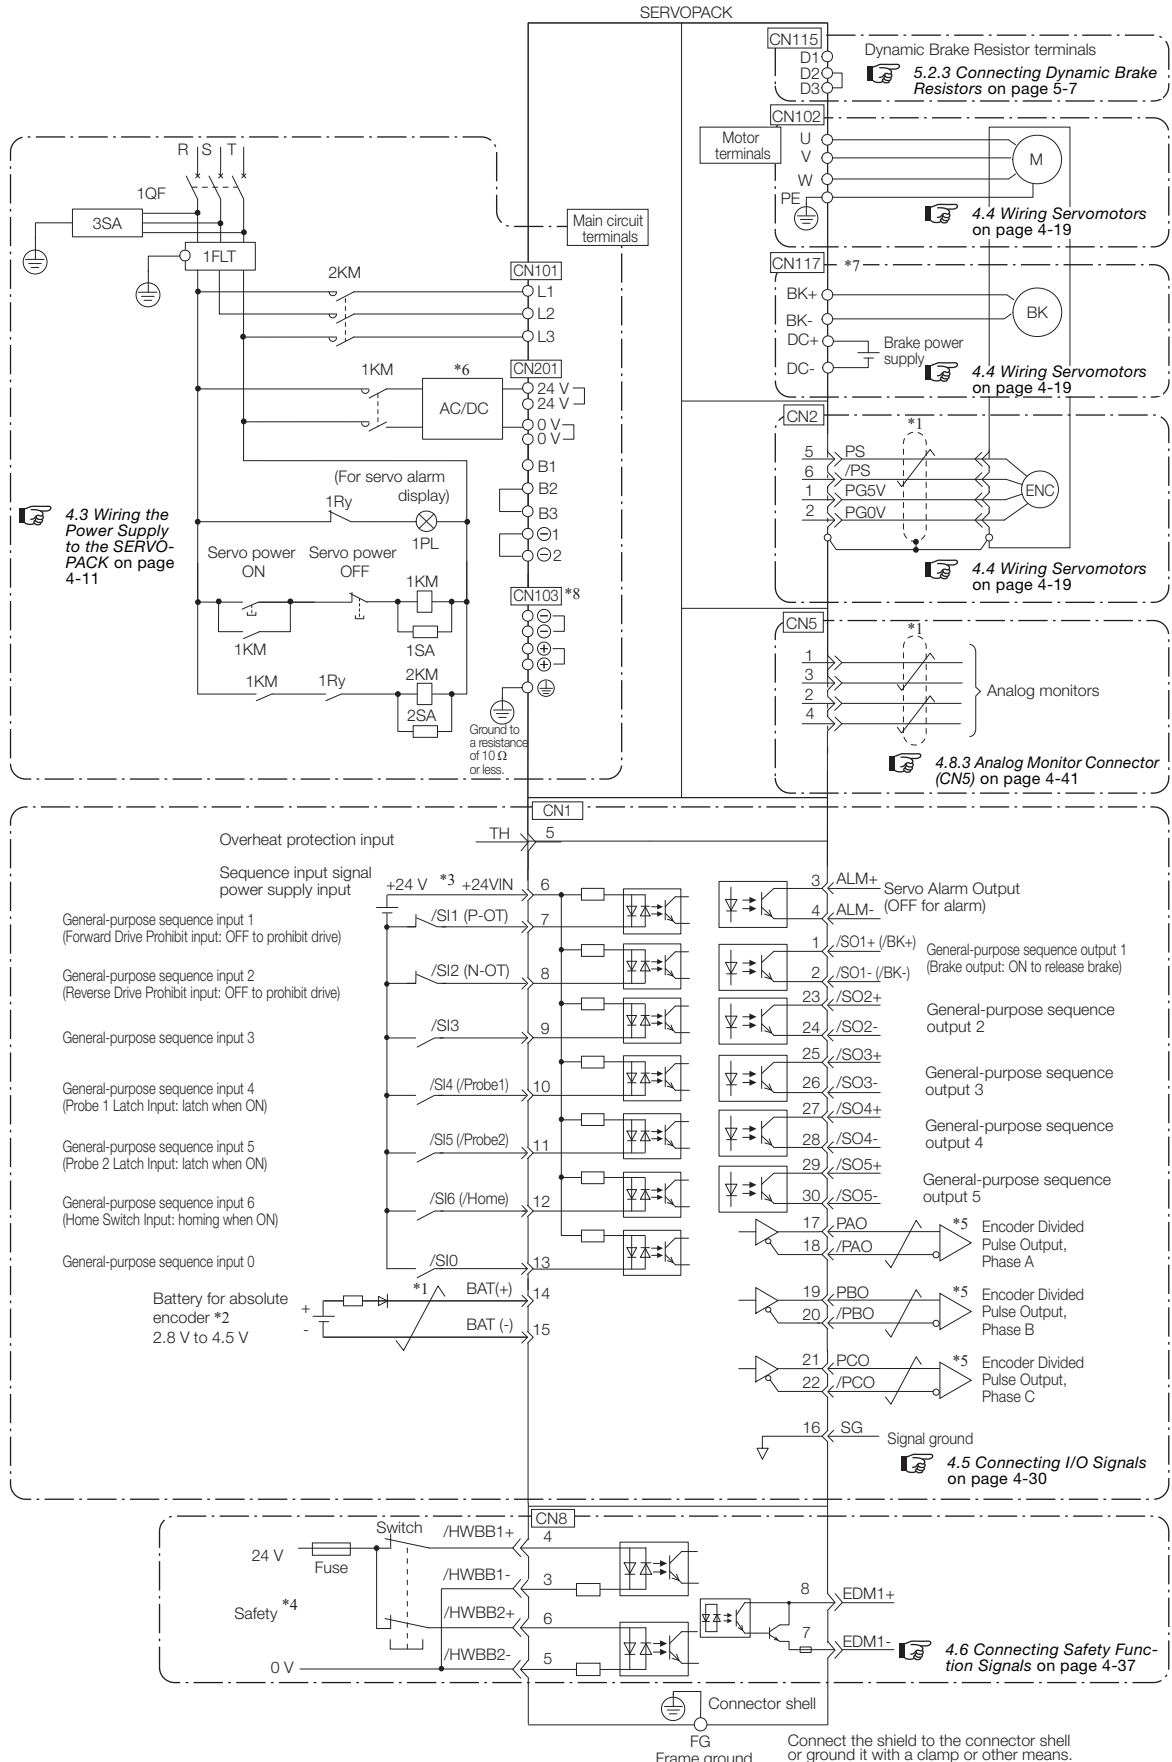 SERVOPACK
CN115
D1
D2
D3
Dynamic Brake Resistor terminals
5.2.3 Connecting Dynamic Brake
Resistors on page 5-7
CN102
Motor
terminals
U
V
W
PE
M
4.4 Wiring Servomotors
on page 4-19
CN117 *7
BK+
BK-
DC+
DC-
BK
Brake power
supply
4.4 Wiring Servomotors
on page 4-19
CN2
*1
5 PS
6 /PS
1 PG5V
2 PG0V
ENC
4.4 Wiring Servomotors
on page 4-19
CN5
*1
1
3
2
4
Analog monitors
4.8.3 Analog Monitor Connector
(CN5) on page 4-41
R S T
1QF
3SA
1FLT
2KM
Main circuit
terminals
CN101
L1
L2
L3
1KM
*6
AC/DC
CN201
24 V
24 V
0 V
0 V
B1
B2
B3
⊖1
⊖2
(For servo alarm
display)
1Ry
1PL
4.3 Wiring the
Power Supply
to the SERVO-
PACK on page
4-11
Servo power
ON
Servo power
OFF
1KM
1KM
1SA
CN103 *8
⊖
⊖
⊕
⊕
1KM
1Ry
2KM
2SA
Ground to
a resistance
of 10 Ω
or less.
CN1
Overheat protection input
TH 5
Sequence input signal
power supply input
+24 V *3 +24VIN 6
General-purpose sequence input 1
(Forward Drive Prohibit input: OFF to prohibit drive)
/SI1 (P-OT) 7
General-purpose sequence input 2
(Reverse Drive Prohibit input: OFF to prohibit drive)
/SI2 (N-OT) 8
General-purpose sequence input 3
/SI3 9
General-purpose sequence input 4
(Probe 1 Latch Input: latch when ON)
/SI4 (/Probe1) 10
General-purpose sequence input 5
(Probe 2 Latch Input: latch when ON)
/SI5 (/Probe2) 11
General-purpose sequence input 6
(Home Switch Input: homing when ON)
/SI6 (/Home) 12
General-purpose sequence input 0
/SI0 13
Battery for absolute
encoder *2
2.8 V to 4.5 V
+
-
*1
BAT(+) 14
BAT (-) 15
3 ALM+
4 ALM-
Servo Alarm Output
(OFF for alarm)
1 /SO1+ (/BK+)
2 /SO1- (/BK-)
General-purpose sequence output 1
(Brake output: ON to release brake)
23 /SO2+
24 /SO2-
General-purpose sequence
output 2
25 /SO3+
26 /SO3-
General-purpose sequence
output 3
27 /SO4+
28 /SO4-
General-purpose sequence
output 4
29 /SO5+
30 /SO5-
General-purpose sequence
output 5
17 PAO
18 /PAO
*5 Encoder Divided
Pulse Output,
Phase A
19 PBO
20 /PBO
*5 Encoder Divided
Pulse Output,
Phase B
21 PCO
22 /PCO
*5 Encoder Divided
Pulse Output,
Phase C
16 SG
Signal ground
4.5 Connecting I/O Signals
on page 4-30
CN8
Switch
24 V
Fuse
/HWBB1+ 4
/HWBB1- 3
Safety *4
/HWBB2+ 6
/HWBB2- 5
0 V
8 EDM1+
7 EDM1-
4.6 Connecting Safety Func-
tion Signals on page 4-37
Connector shell
FG
Frame ground
Connect the shield to the connector shell
or ground it with a clamp or other means.